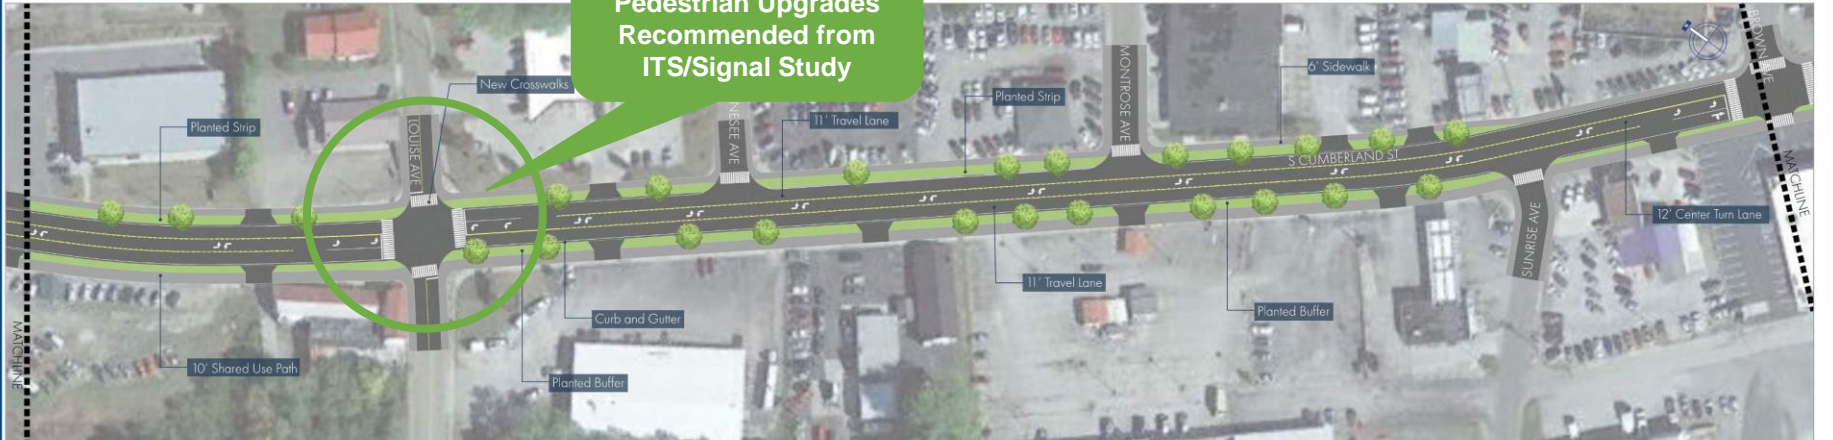 Pedestrian Upgrades
Recommended from
ITS/Signal Study
New Crosswalks
6' Sidewalk
Planted Strip
11' Travel Lane
Planted Strip
LOUISE AVE
NESEE AVE
MONTROSE AVE
BROWN AVE
S CUMBERLAND ST
MATCHLINE
12' Center Turn Lane
SUNRISE AVE
11' Travel Lane
Planted Buffer
Curb and Gutter
MATCHLINE
10' Shared Use Path
Planted Buffer